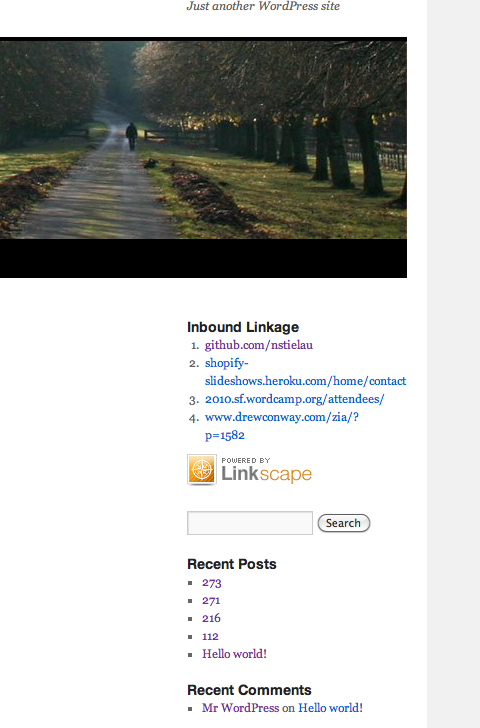 Just another WordPress site
Inbound Linkage
1. github.com/nstielau
2. shopify-
slideshows.heroku.com/home/contact
3. 2010.sf.wordcamp.org/attendees/
4. www.drewconway.com/zia/?
p=1582
POWERED BY
Linkscape
Search
Recent Posts
273
271
216
112
Hello world!
Recent Comments
Mr WordPress on Hello world!